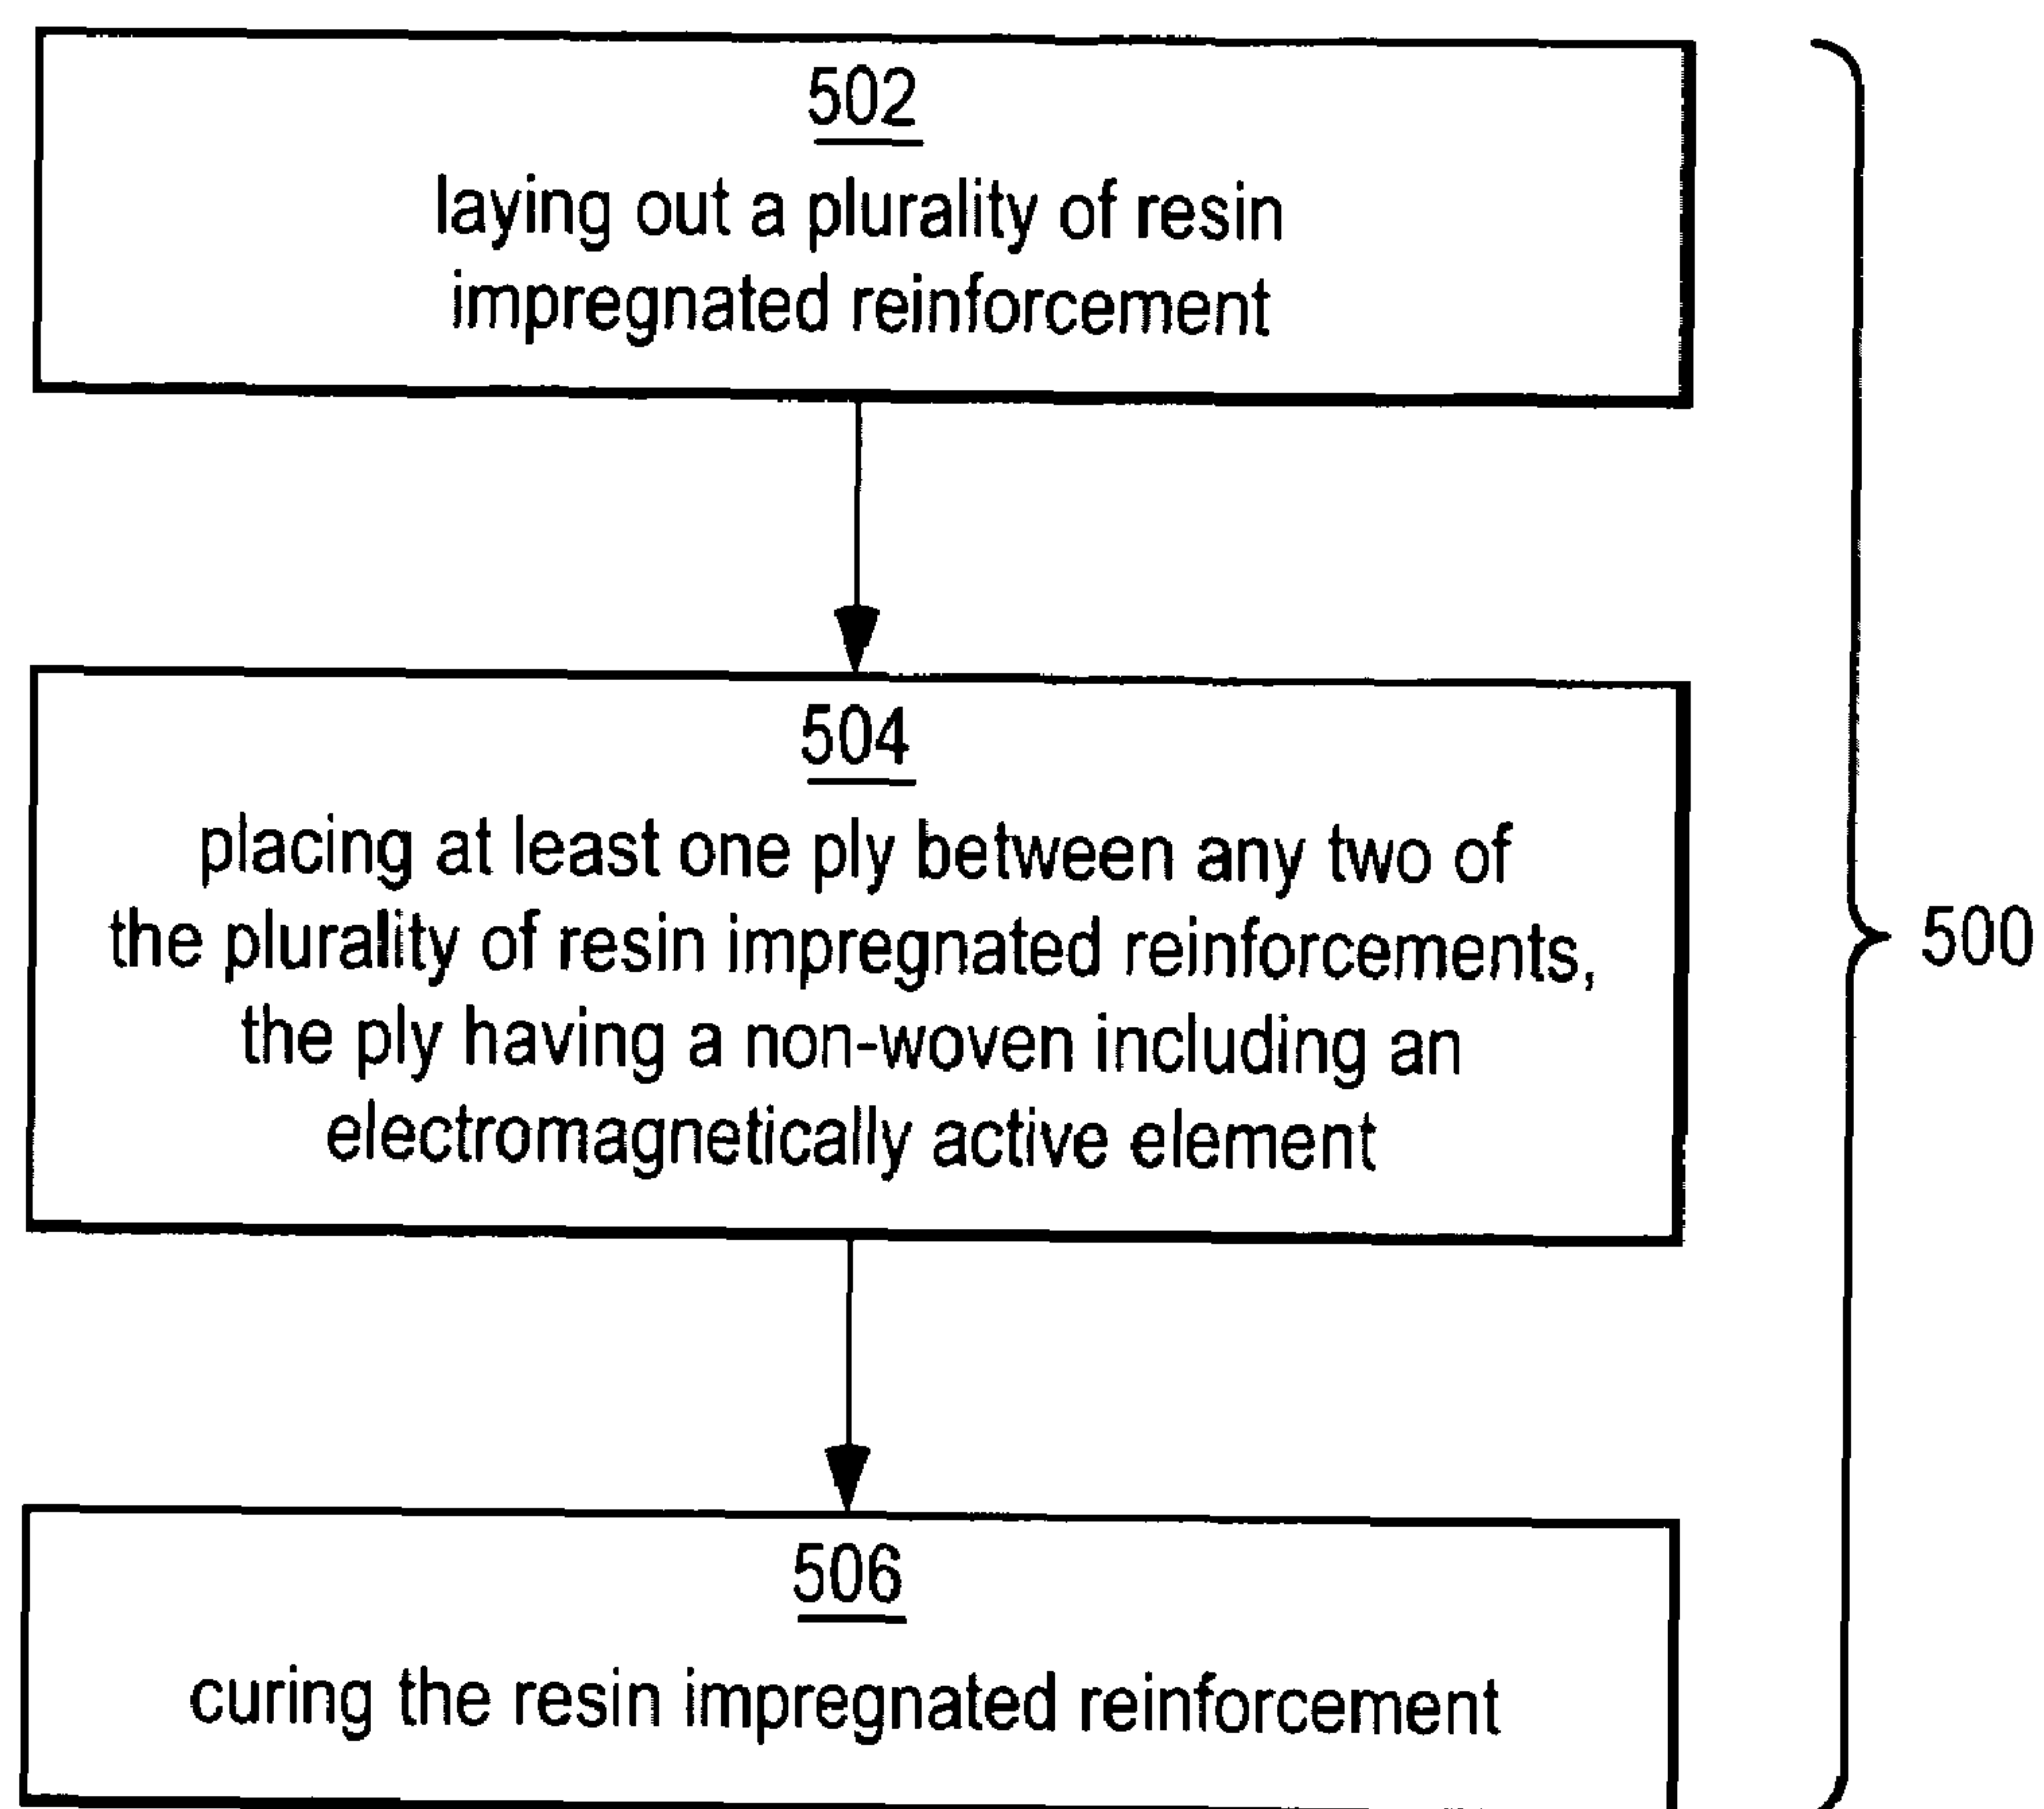 502
laying out a plurality of resin
impregnated reinforcement
504
placing at least one ply between any two of
the plurality of resin impregnated reinforcements,
the ply having a non-woven including an
electromagnetically active element
500
506
curing the resin impregnated reinforcement